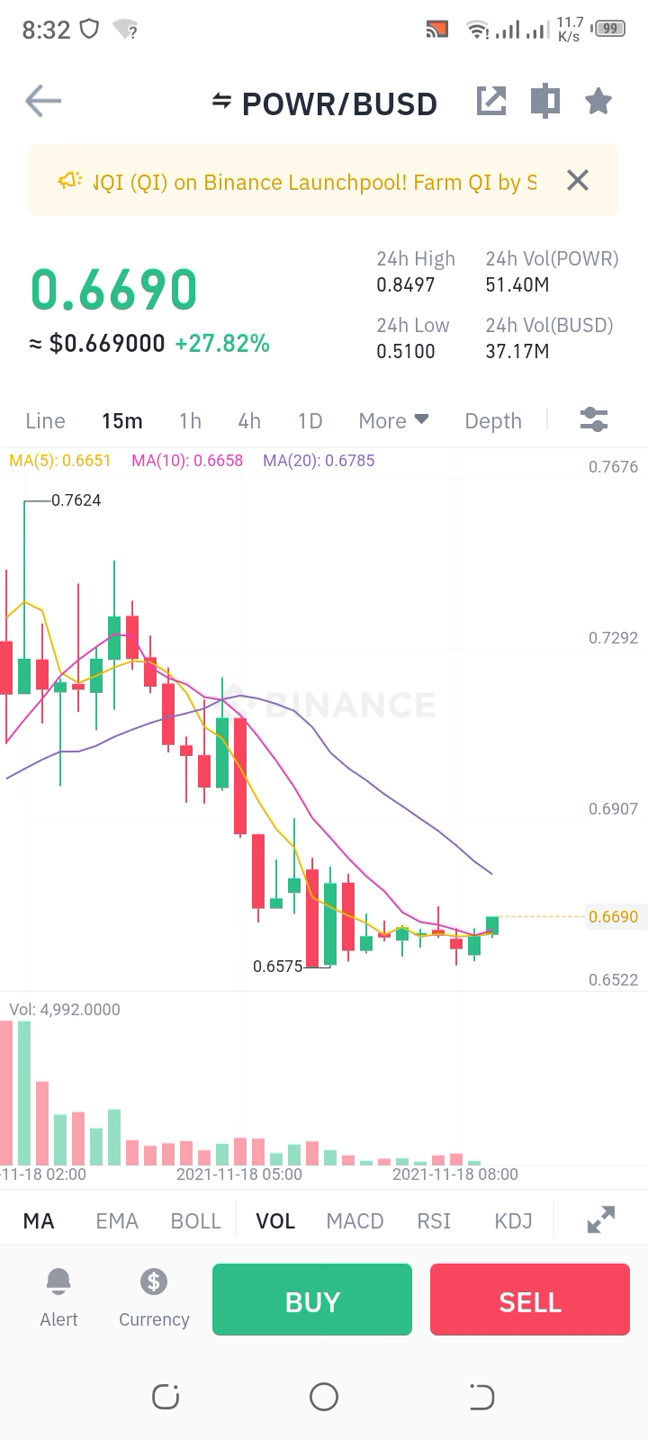 8:32
11.7
K/s
99
POWR/BUSD
QI (QI) on Binance Launchpool! Farm QI by S
0.6690
≈ $0.669000 +27.82%
24h High
0.8497
24h Vol(POWR)
51.40M
24h Low
0.5100
24h Vol(BUSD)
37.17M
Line 15m 1h 4h 1D More Depth
MA(5): 0.6651 MA(10): 0.6658 MA(20): 0.6785
0.7676
0.7624
0.7292
BINANCE
0.6907
0.6690
0.6575
0.6522
Vol: 4,992.0000
-11-18 02:00 2021-11-18 05:00 2021-11-18 08:00
MA EMA BOLL VOL MACD RSI KDJ
Alert Currency BUY SELL